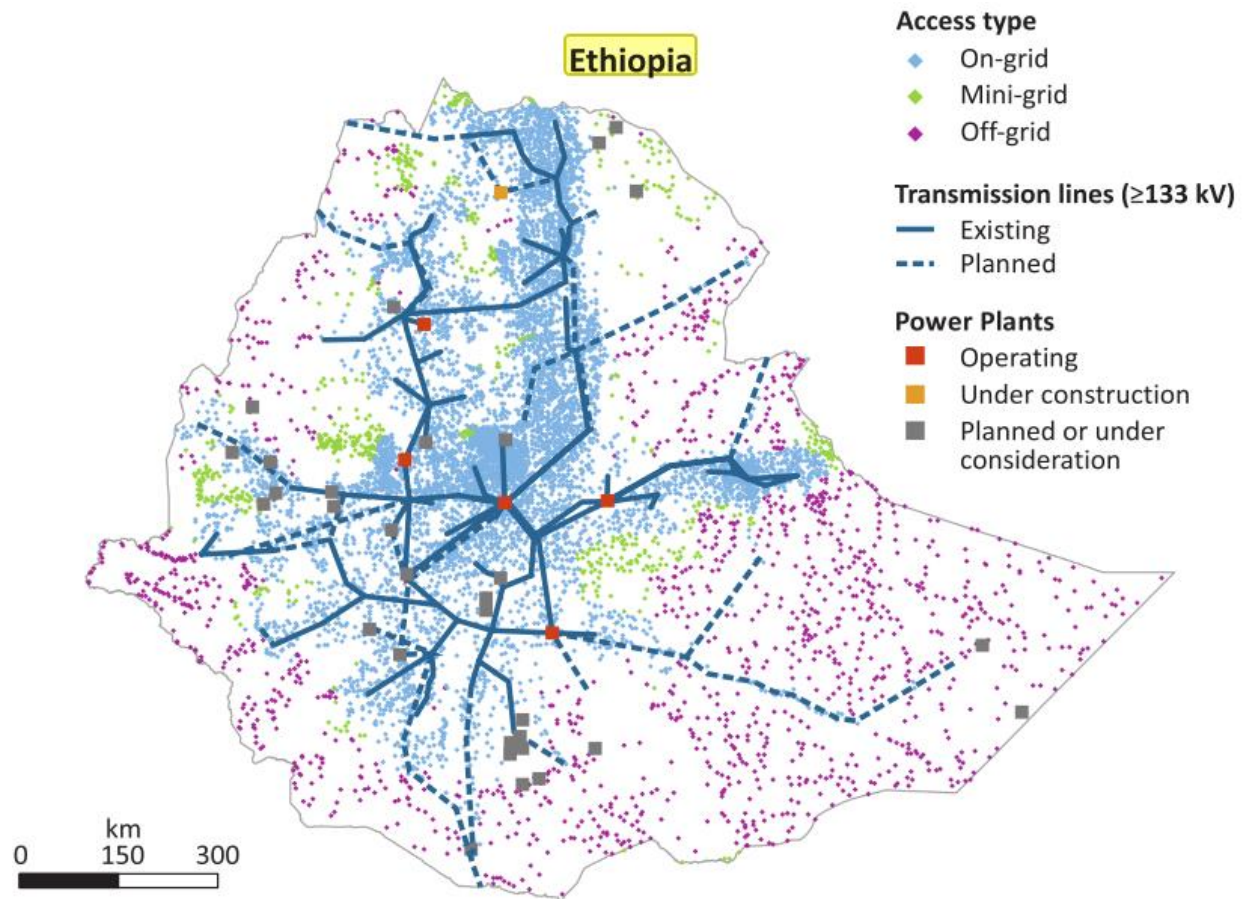 Ethiopia
Access type
On-grid
Mini-grid
Off-grid
Transmission lines (≥133 kV)
Existing
Planned
Power Plants
Operating
Under construction
Planned or under
consideration
km
0 150 300